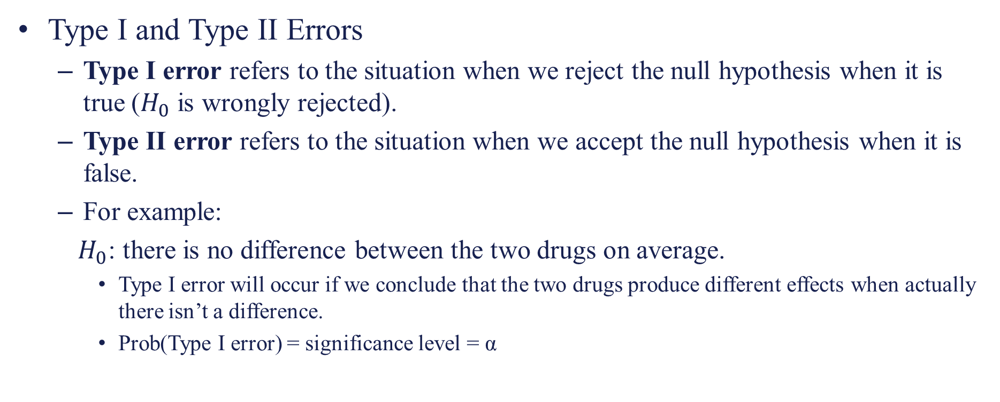 • Type I and Type II Errors
– Type I error refers to the situation when we reject the null hypothesis when it is
true (H₀ is wrongly rejected).
– Type II error refers to the situation when we accept the null hypothesis when it is
false.
– For example:
H₀: there is no difference between the two drugs on average.
• Type I error will occur if we conclude that the two drugs produce different effects when actually
there isn’t a difference.
• Prob(Type I error) = significance level = α